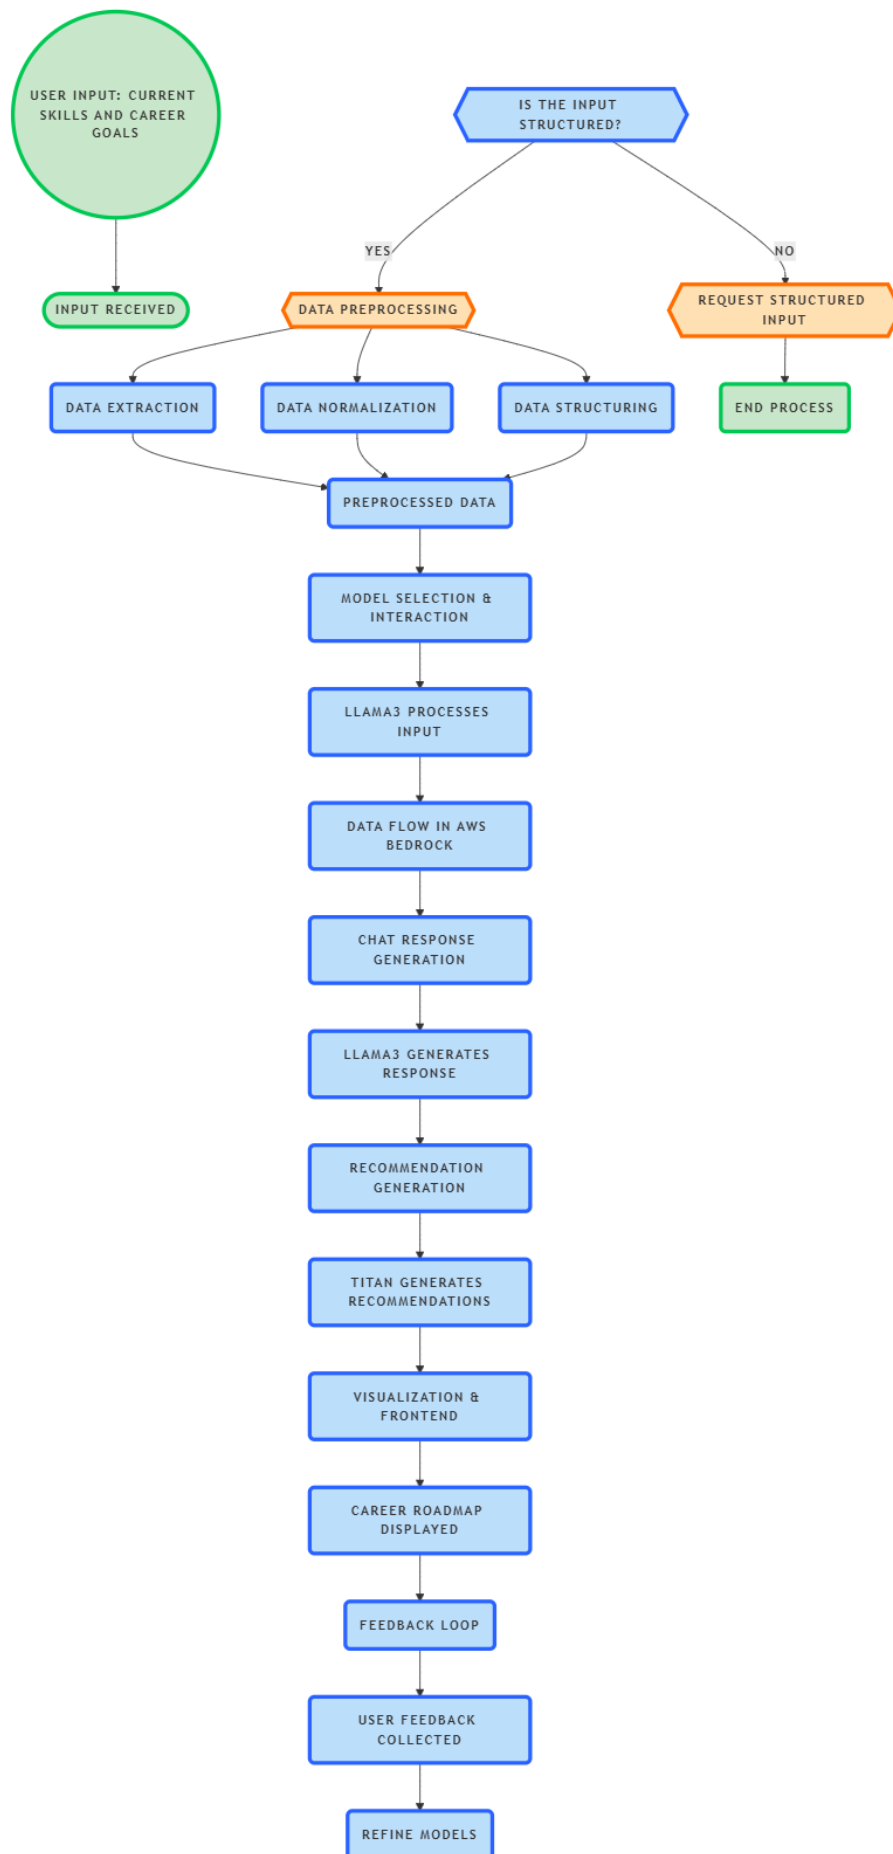 USER INPUT: CURRENT
SKILLS AND CAREER
GOALS
IS THE INPUT
STRUCTURED?
YES
NO
INPUT RECEIVED
DATA PREPROCESSING
REQUEST STRUCTURED
INPUT
DATA EXTRACTION
DATA NORMALIZATION
DATA STRUCTURING
END PROCESS
PREPROCESSED DATA
MODEL SELECTION &
INTERACTION
LLAMA3 PROCESSES
INPUT
DATA FLOW IN AWS
BEDROCK
CHAT RESPONSE
GENERATION
LLAMA3 GENERATES
RESPONSE
RECOMMENDATION
GENERATION
TITAN GENERATES
RECOMMENDATIONS
VISUALIZATION &
FRONTEND
CAREER ROADMAP
DISPLAYED
FEEDBACK LOOP
USER FEEDBACK
COLLECTED
REFINE MODELS